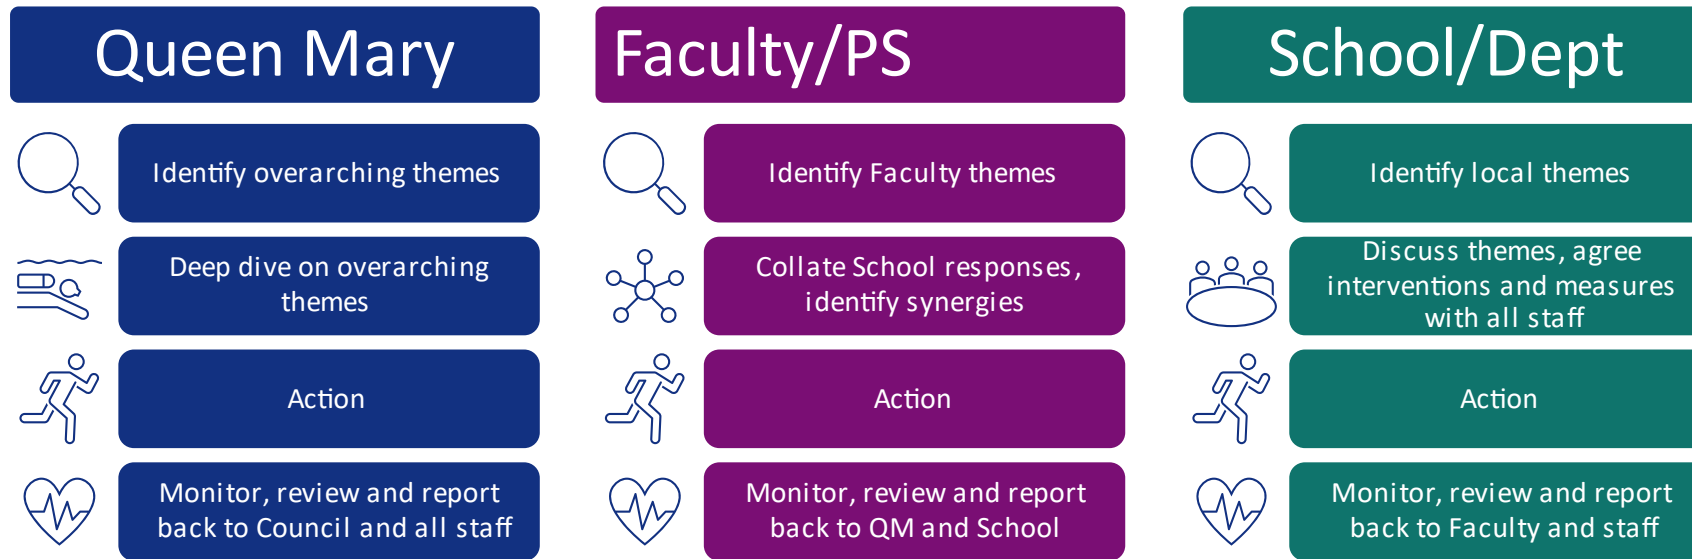 Queen Mary
Identify overarching themes
Deep dive on overarching
themes
Action
Monitor, review and report
back to Council and all staff
Faculty/PS
Identify Faculty themes
Collate School responses,
identify synergies
Action
Monitor, review and report
back to QM and School
School/Dept
Identify local themes
Discuss themes, agree
interventions and measures
with all staff
Action
Monitor, review and report
back to Faculty and staff